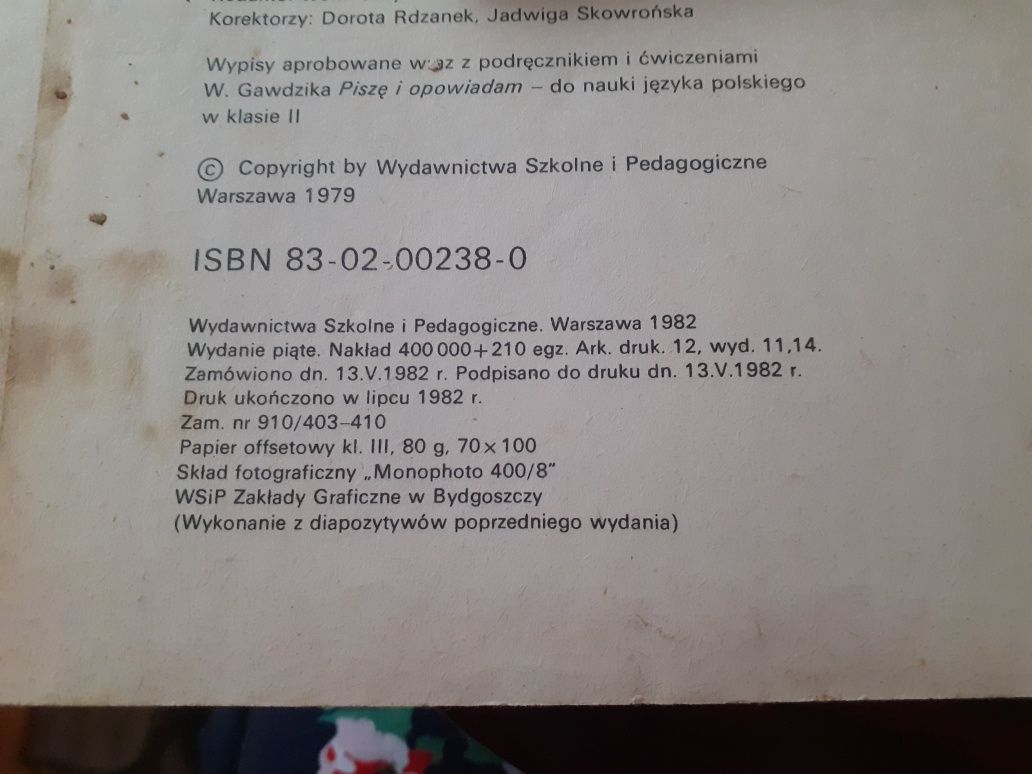 Korektorzy: Dorota Rdzanek, Jadwiga Skowrońska
Wypisy aprobowane wraz z podręcznikiem i ćwiczeniami
W. Gawdzika Piszę i opowiadam – do nauki języka polskiego
w klasie II
© Copyright by Wydawnictwa Szkolne i Pedagogiczne
Warszawa 1979
ISBN 83-02-00238-0
Wydawnictwa Szkolne i Pedagogiczne. Warszawa 1982
Wydanie piąte. Nakład 400 000+210 egz. Ark. druk. 12, wyd. 11,14.
Zamówiono dn. 13.V.1982 r. Podpisano do druku dn. 13.V.1982 r.
Druk ukończono w lipcu 1982 r.
Zam. nr 910/403–410
Papier offsetowy kl. III, 80 g, 70×100
Skład fotograficzny „Monophoto 400/8”
WSiP Zakłady Graficzne w Bydgoszczy
(Wykonanie z diapozytywów poprzedniego wydania)